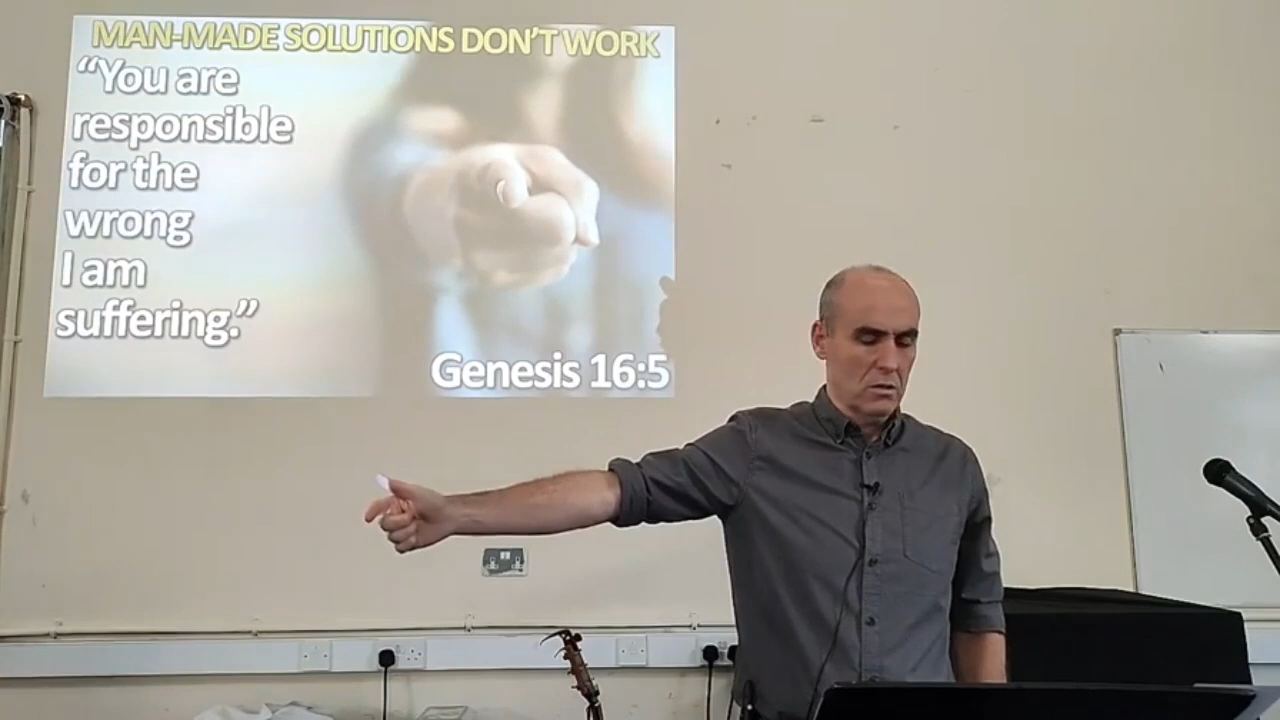 MAN-MADE SOLUTIONS DON'T WORK
“You are
responsible
for the
wrong
I am
suffering.”
Genesis 16:5